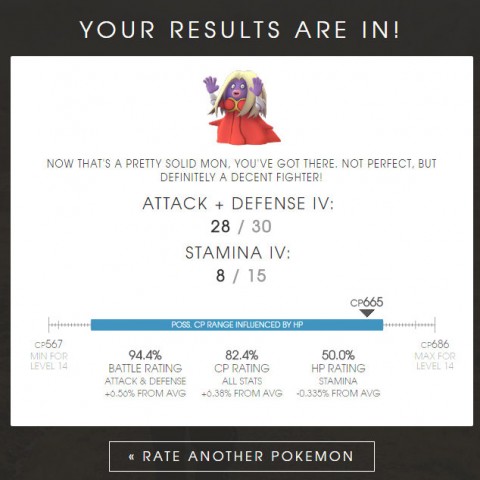 YOUR RESULTS ARE IN!
NOW THAT'S A PRETTY SOLID MON, YOU'VE GOT THERE. NOT PERFECT, BUT
DEFINITELY A DECENT FIGHTER!
ATTACK + DEFENSE IV:
28 / 30
STAMINA IV:
8 / 15
CP665
POSS. CP RANGE INFLUENCED BY HP
CP567
MIN FOR
LEVEL 14
CP686
MAX FOR
LEVEL 14
94.4%
BATTLE RATING
ATTACK & DEFENSE
+6.56% FROM AVG
82.4%
CP RATING
ALL STATS
+6.38% FROM AVG
50.0%
HP RATING
STAMINA
-0.335% FROM AVG
« RATE ANOTHER POKEMON